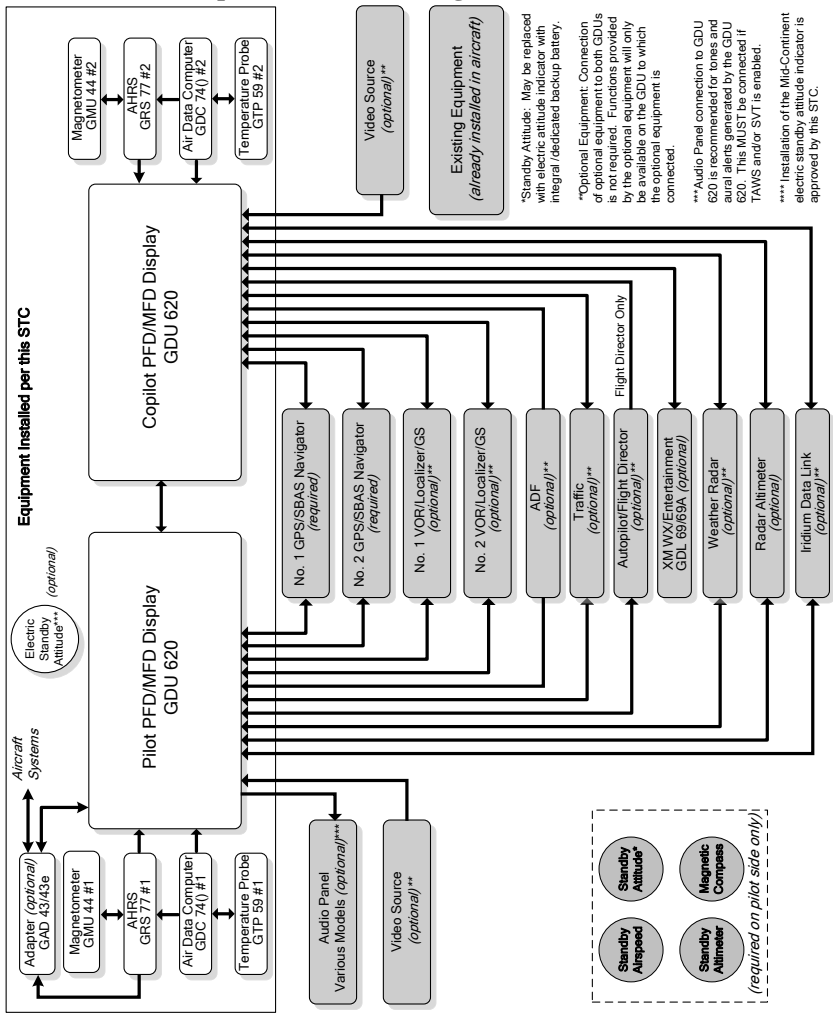 Equipment Installed per this STC
Aircraft
Systems
Electric
Standby
Attitude***
(optional)
Adapter (optional)
GAD 43/43e
Magnetometer
GMU 44 #1
AHRS
GRS 77 #1
Air Data Computer
GDC 74() #1
Temperature Probe
GTP 59 #1
Pilot PFD/MFD Display
GDU 620
Copilot PFD/MFD Display
GDU 620
Magnetometer
GMU 44 #2
AHRS
GRS 77 #2
Air Data Computer
GDC 74() #2
Temperature Probe
GTP 59 #2
Audio Panel
Various Models (optional)***
Video Source
(optional)**
No. 1 GPS/SBAS Navigator
(required)
No. 2 GPS/SBAS Navigator
(required)
No. 1 VOR/Localizer/GS
(optional)**
No. 2 VOR/Localizer/GS
(optional)**
ADF
(optional)**
Traffic
(optional)**
Autopilot/Flight Director
(optional)**
Flight Director Only
XM WX/Entertainment
GDL 69/69A (optional)
Weather Radar
(optional)**
Radar Altimeter
(optional)
Iridium Data Link
(optional)**
Video Source
(optional)**
Existing Equipment
(already installed in aircraft)
*Standby Attitude: May be replaced
with electric attitude indicator with
integral /dedicated backup battery.
**Optional Equipment: Connection
of optional equipment to both GDUs
is not required. Functions provided
by the optional equipment will only
be available on the GDU to which
the optional equipment is
connected.
***Audio Panel connection to GDU
620 is recommended for tones and
aural alerts generated by the GDU
620. This MUST be connected if
TAWS and/or SVT is enabled.
**** Installation of the Mid-Continent
electric standby attitude indicator is
approved by this STC.
Standby
Airspeed
Standby
Attitude*
Standby
Altimeter
Magnetic
Compass
(required on pilot side only)